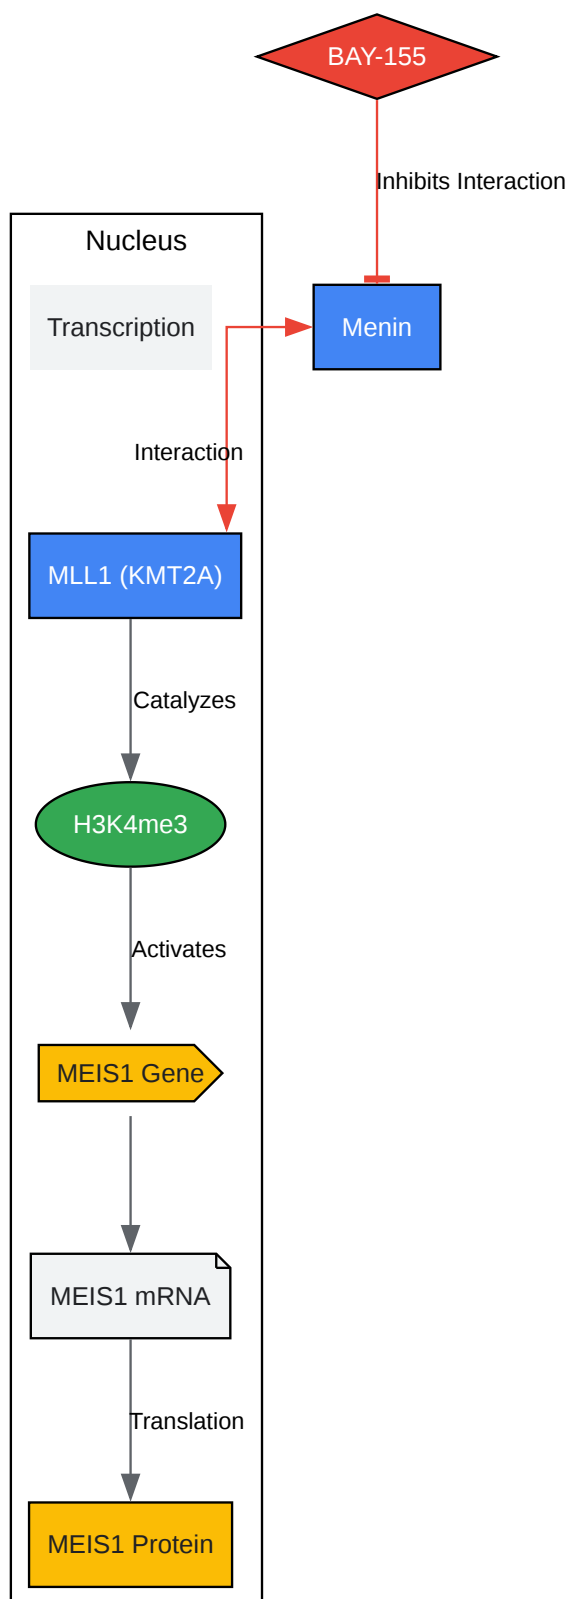 BAY-155
Inhibits Interaction
Nucleus
Transcription
Menin
Interaction
MLL1 (KMT2A)
Catalyzes
H3K4me3
Activates
MEIS1 Gene
MEIS1 mRNA
Translation
MEIS1 Protein